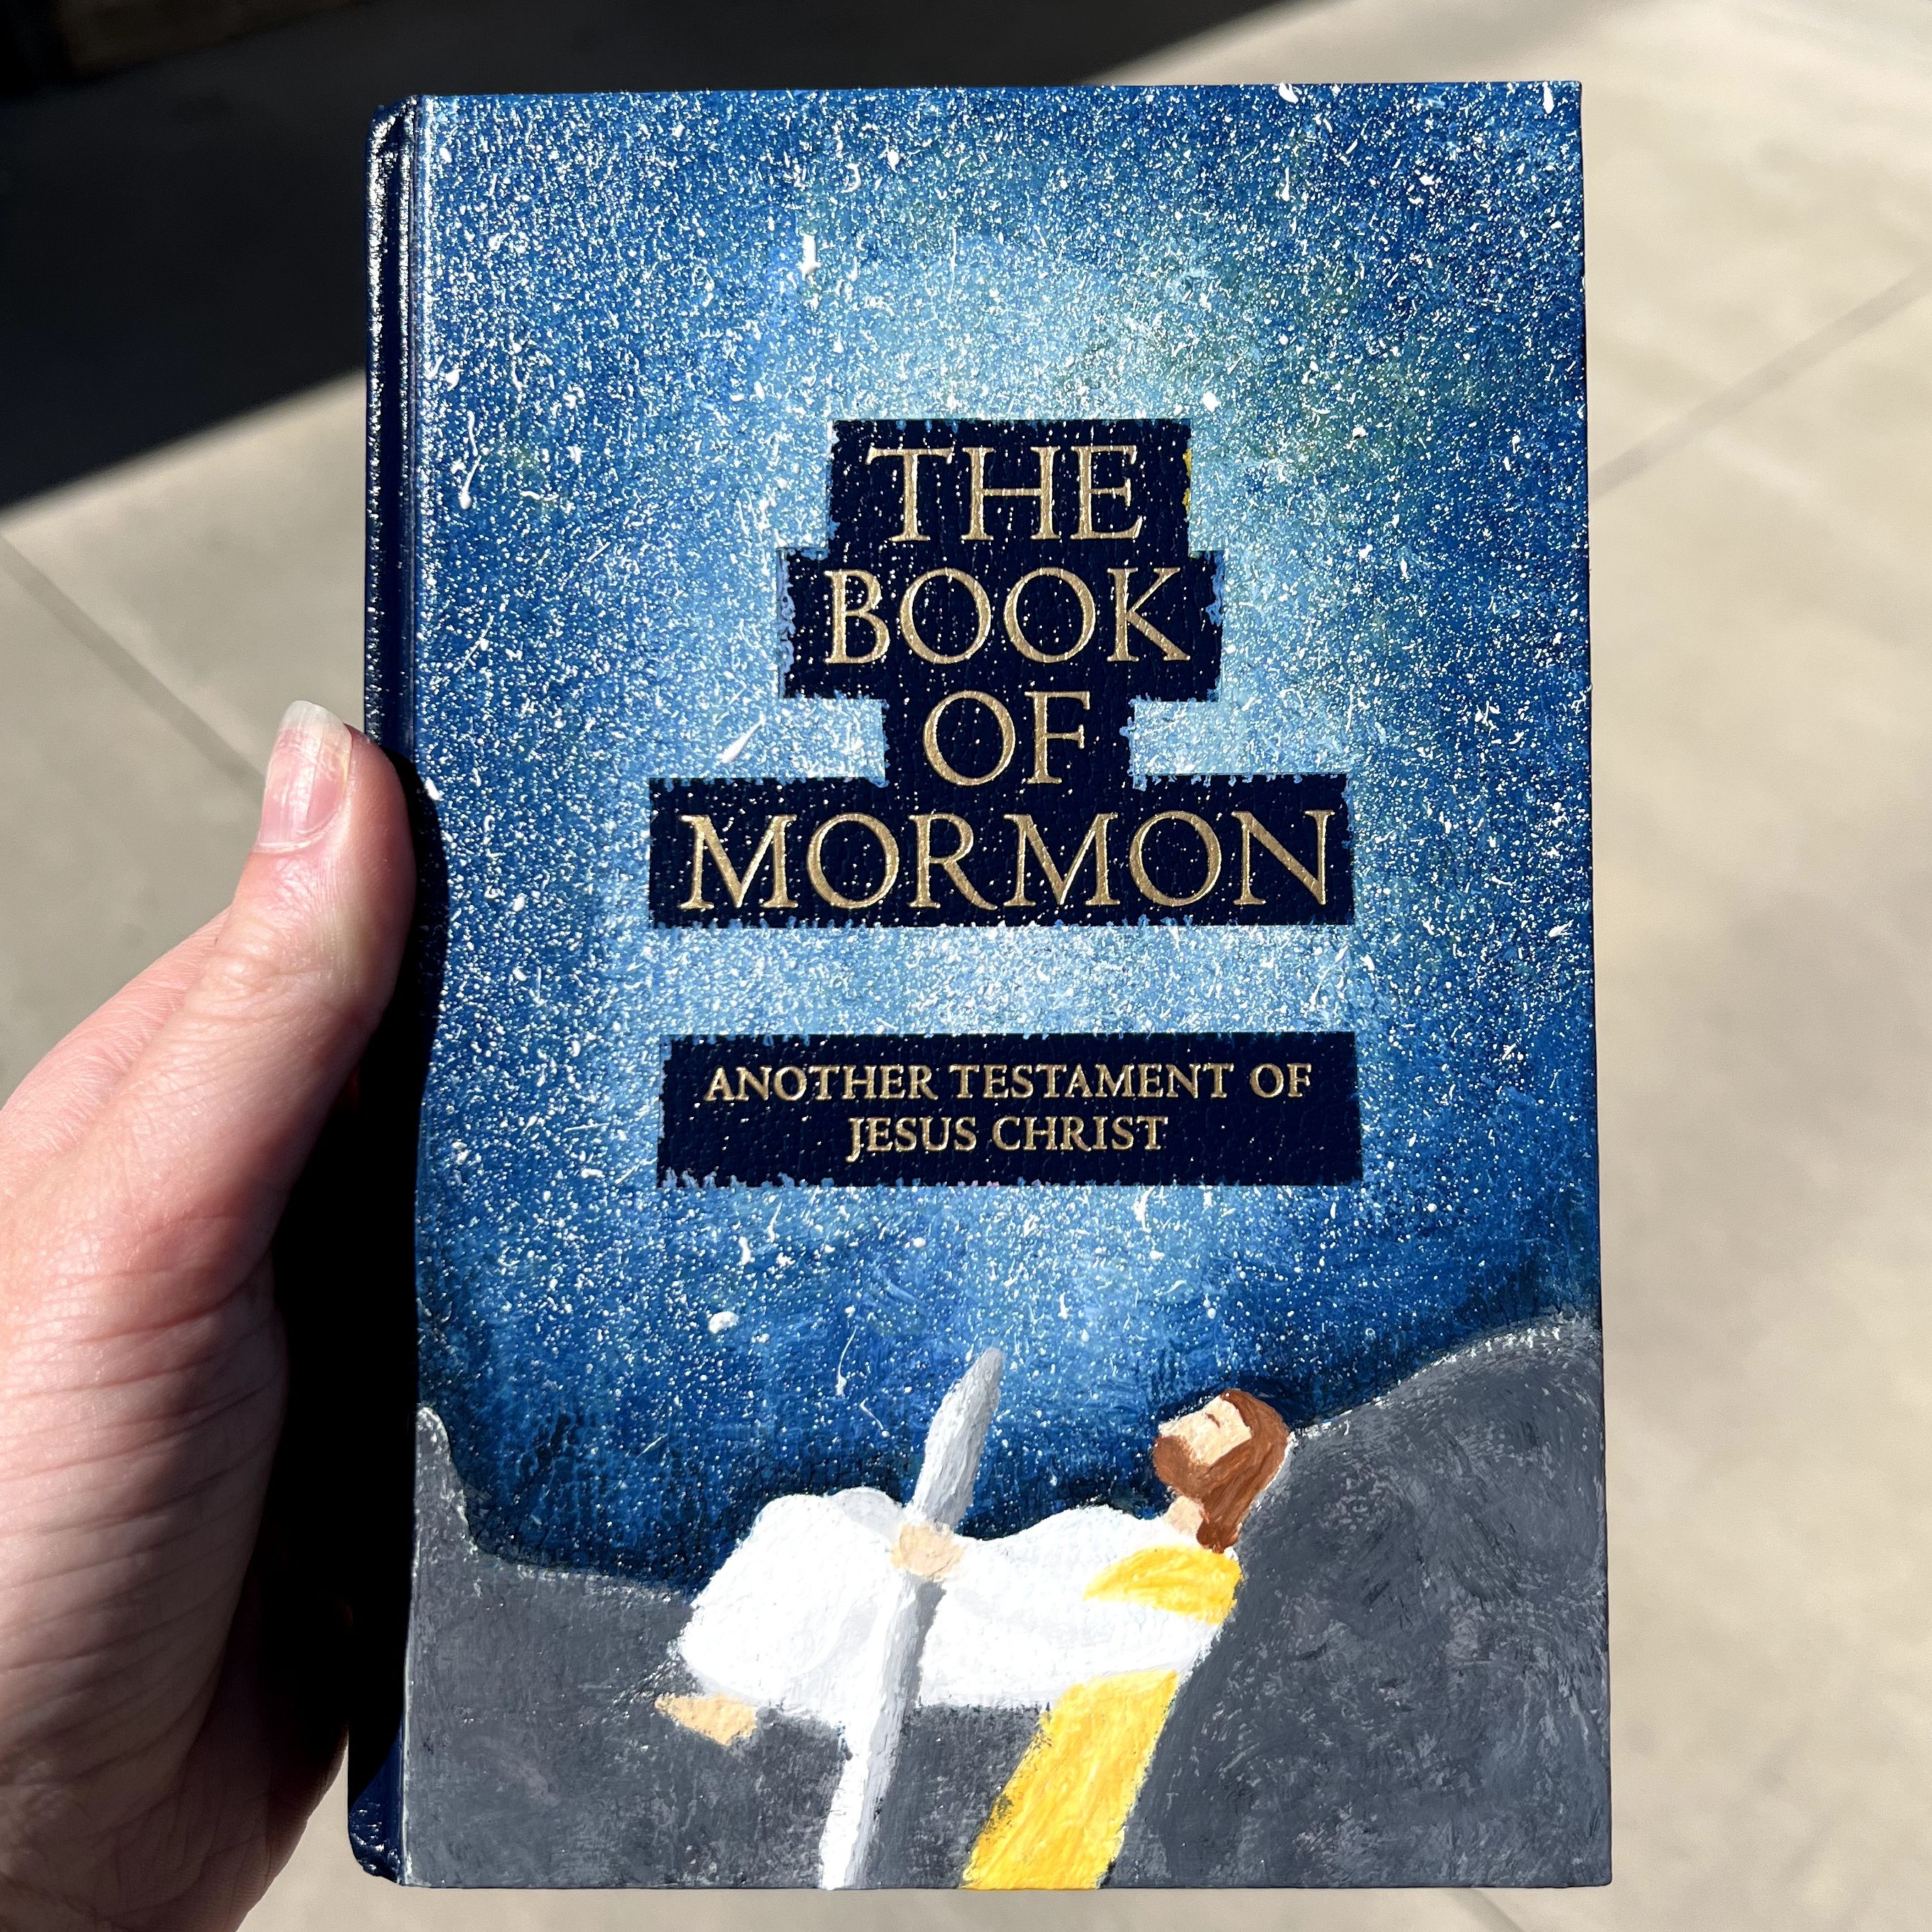 THE
BOOK
OF
MORMON
ANOTHER TESTAMENT OF
JESUS CHRIST